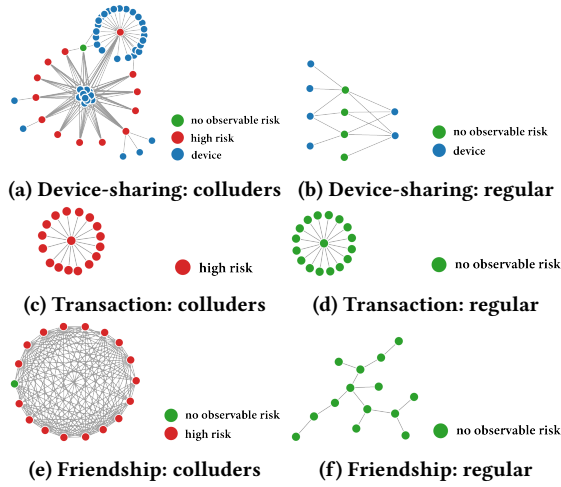 no observable risk
high risk
device
no observable risk
device
(a) Device-sharing: colluders
(b) Device-sharing: regular
high risk
no observable risk
(c) Transaction: colluders
(d) Transaction: regular
no observable risk
high risk
no observable risk
(e) Friendship: colluders
(f) Friendship: regular